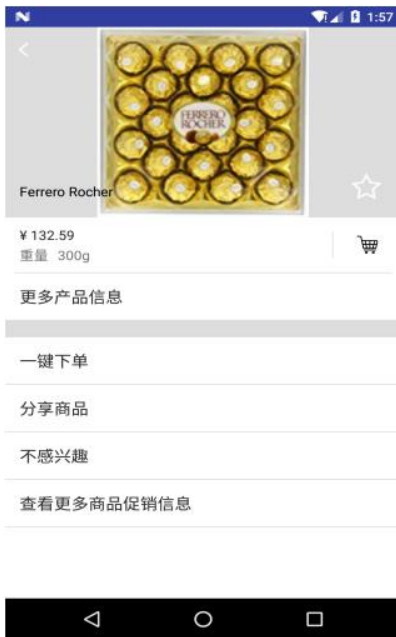 1:57
FERRERO
ROCHER
Ferrero Rocher
¥ 132.59
重量 300g
更多产品信息
一键下单
分享商品
不感兴趣
查看更多商品促销信息